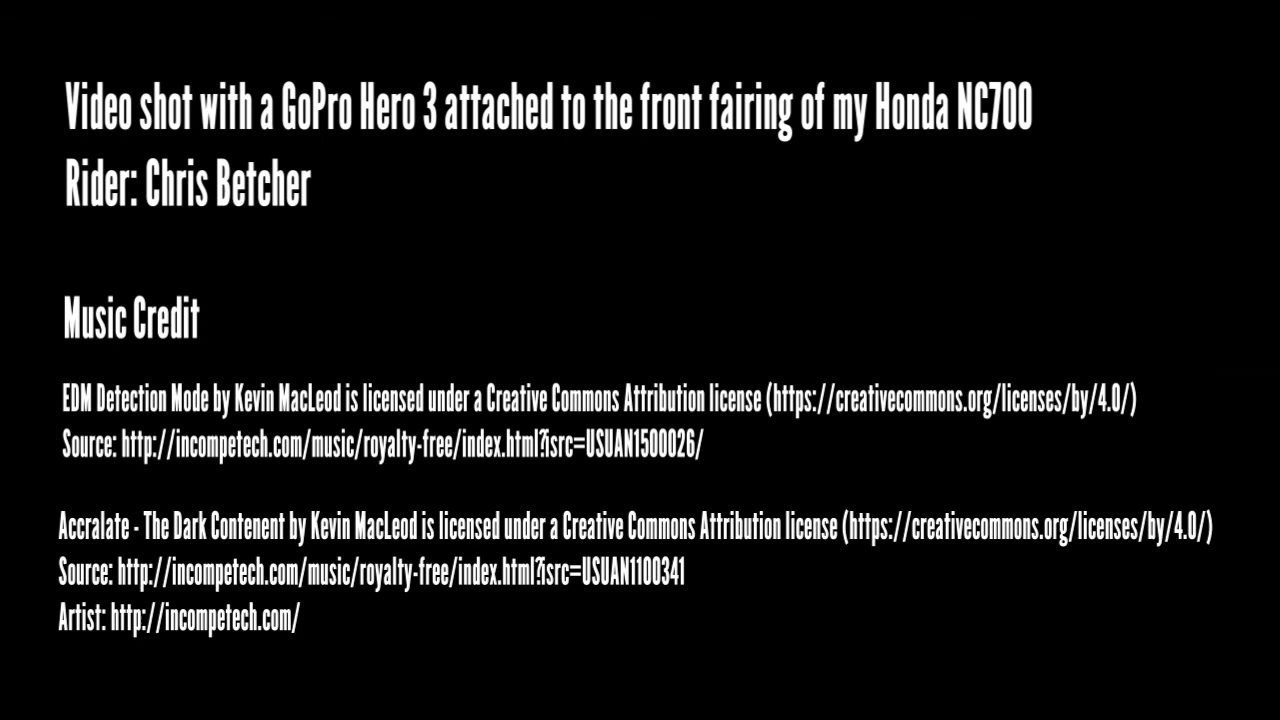 Video shot with a GoPro Hero 3 attached to the front fairing of my Honda NC700
Rider: Chris Betcher
Music Credit
EDM Detection Mode by Kevin MacLeod is licensed under a Creative Commons Attribution license (https://creativecommons.org/licenses/by/4.0/)
Source: http://incompetech.com/music/royalty-free/index.html?isrc=USUAN1500026/
Accralate - The Dark Contenent by Kevin MacLeod is licensed under a Creative Commons Attribution license (https://creativecommons.org/licenses/by/4.0/)
Source: http://incompetech.com/music/royalty-free/index.html?isrc=USUAN1100341
Artist: http://incompetech.com/